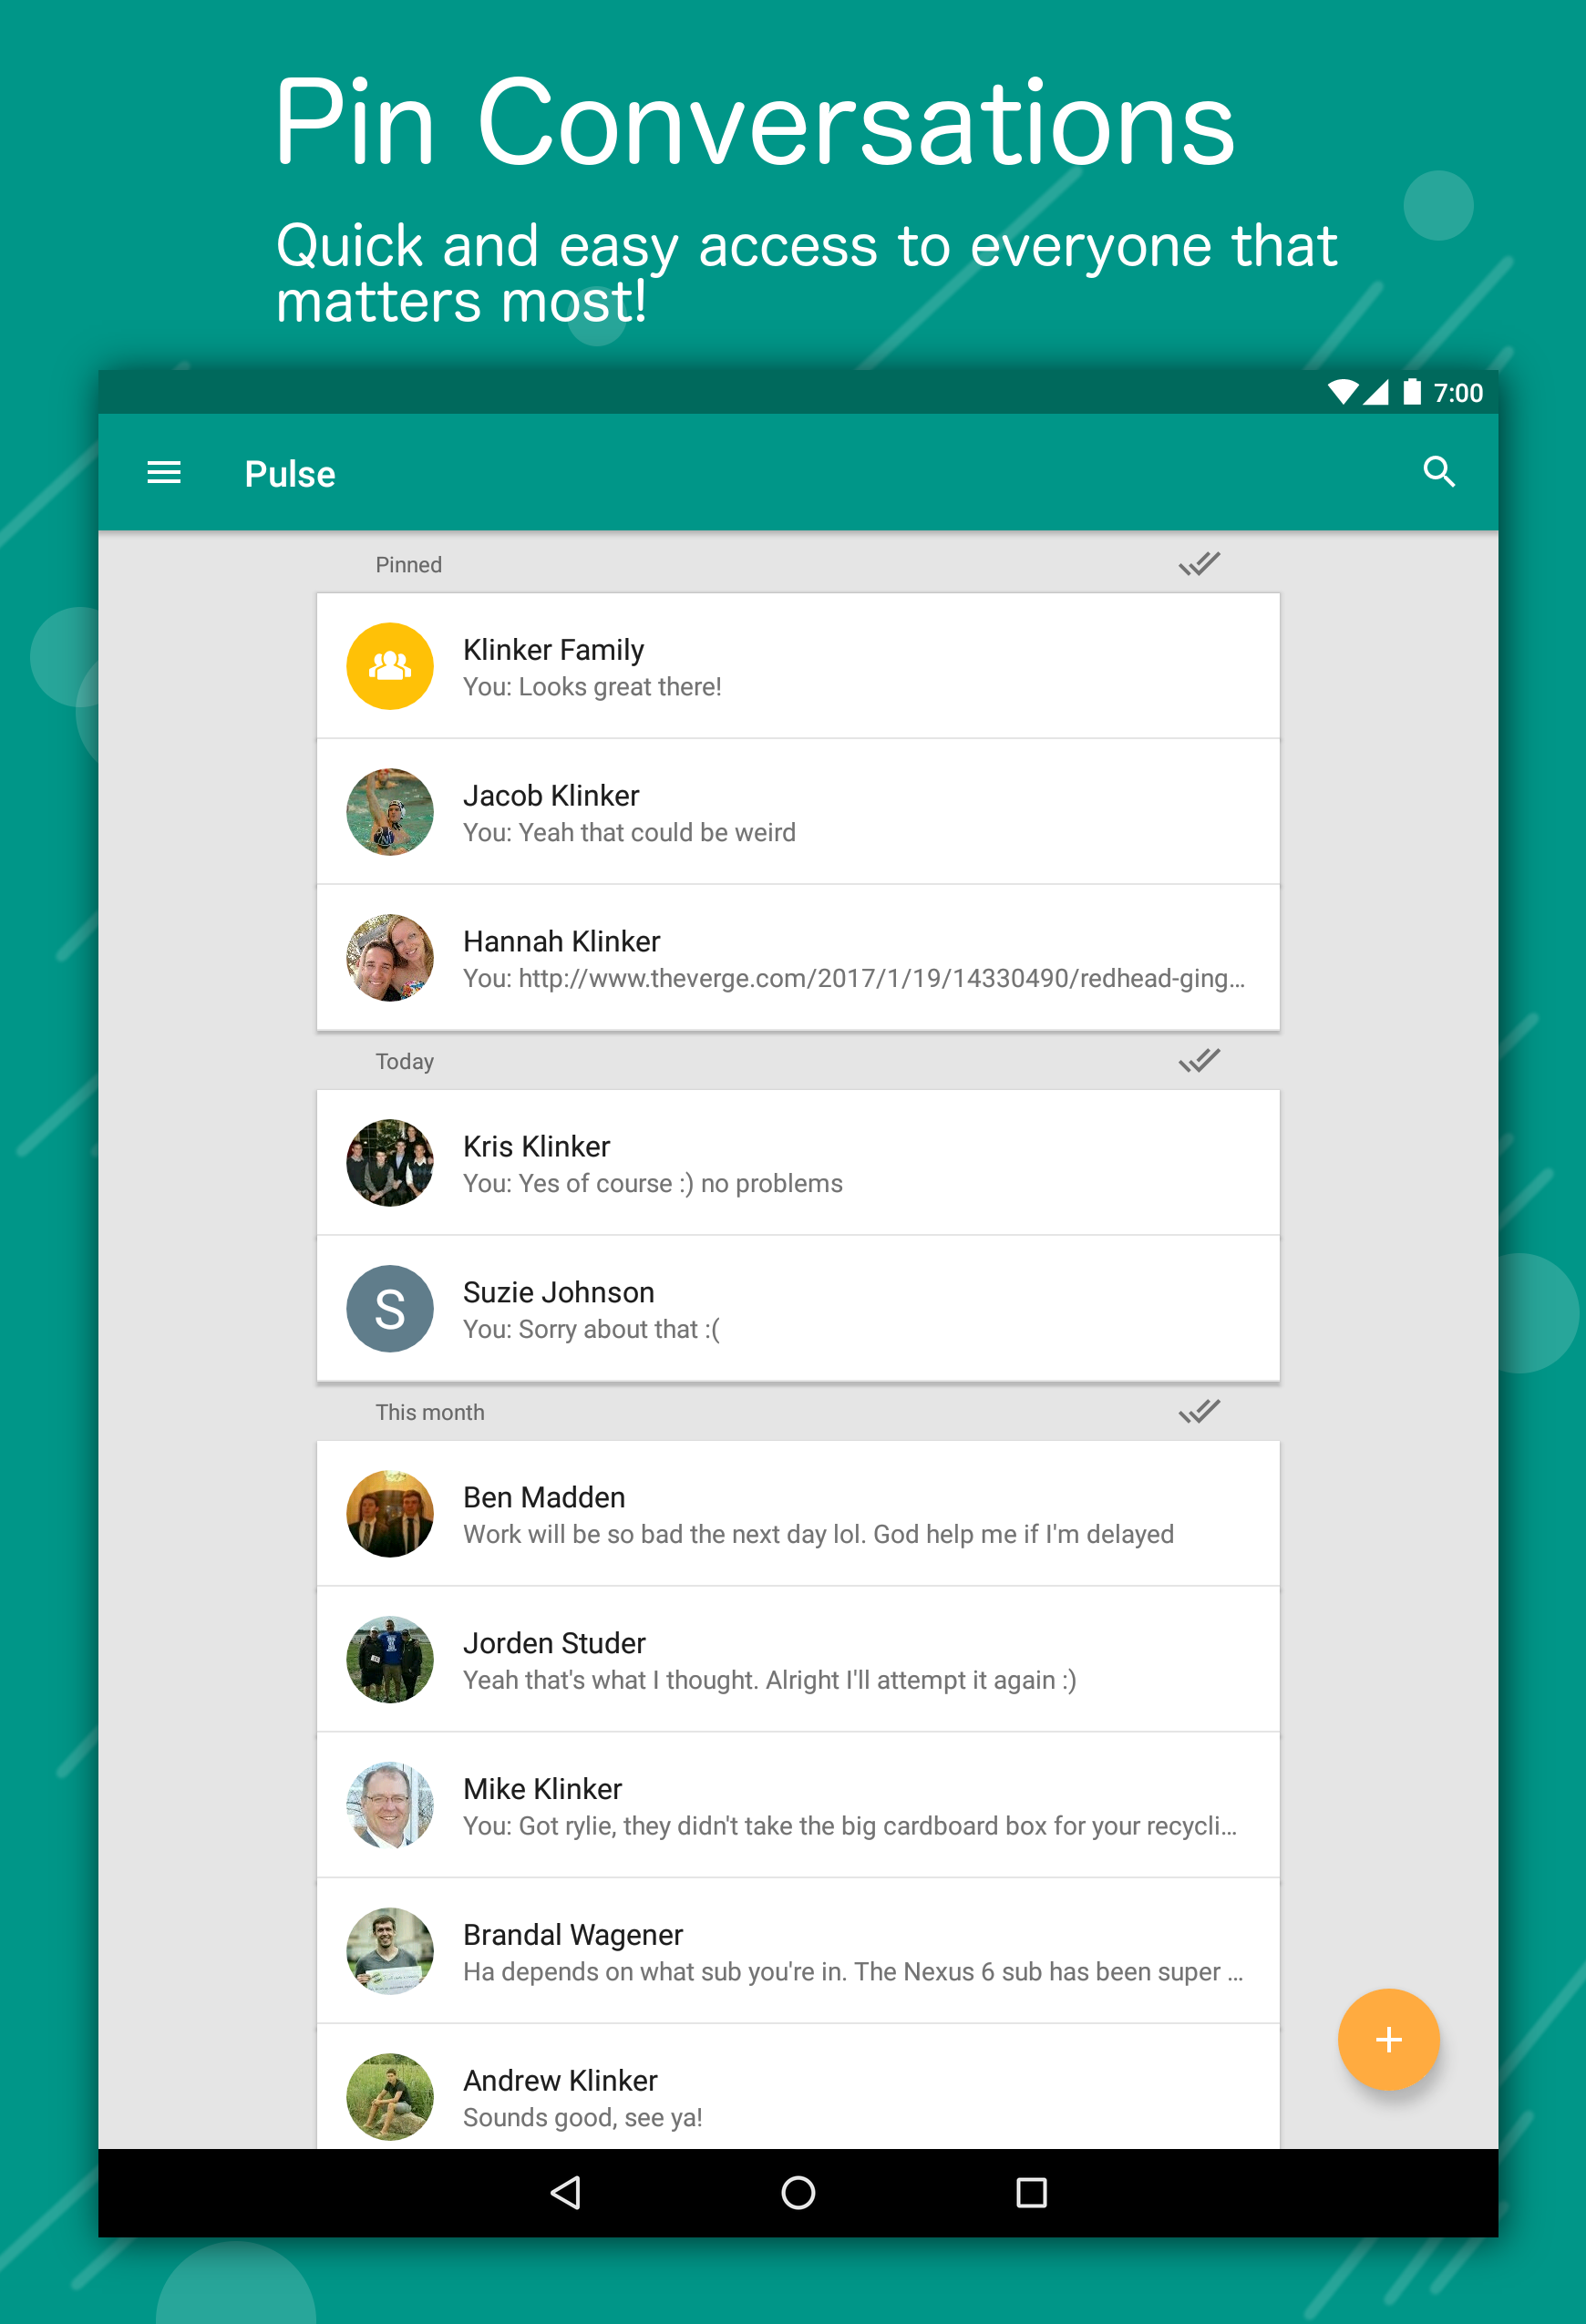 Pin Conversations
Quick and easy access to everyone that
matters most!
7:00
Pulse
Pinned
Klinker Family
You: Looks great there!
Jacob Klinker
You: Yeah that could be weird
Hannah Klinker
You: http://www.theverge.com/2017/1/19/14330490/redhead-ging...
Today
Kris Klinker
You: Yes of course :) no problems
S
Suzie Johnson
You: Sorry about that :(
This month
Ben Madden
Work will be so bad the next day lol. God help me if I'm delayed
Jorden Studer
Yeah that's what I thought. Alright I'll attempt it again :)
Mike Klinker
You: Got rylie, they didn't take the big cardboard box for your recycli...
Brandal Wagener
Ha depends on what sub you're in. The Nexus 6 sub has been super ...
Andrew Klinker
Sounds good, see ya!